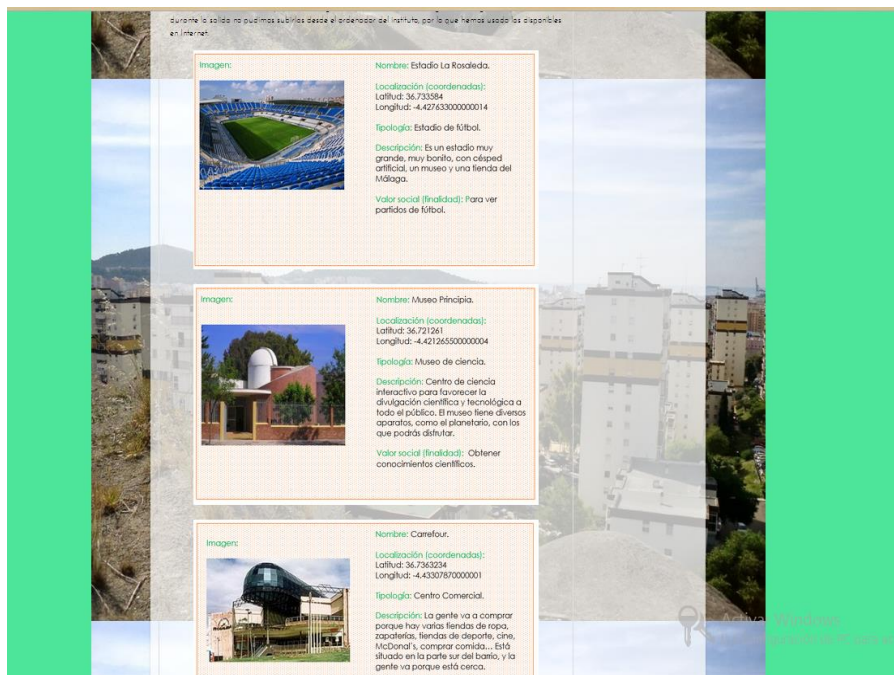 durante la salida no pudimos subirlas desde el ordenador del instituto, por lo que hemos usado las disponibles
en Internet.
Imagen:
Nombre: Estadio La Rosaleda.
Localización (coordenadas):
Latitud: 36.733584
Longitud: -4.427633000000014
Tipología: Estadio de fútbol.
Descripción: Es un estadio muy
grande, muy bonito, con césped
artificial, un museo y una tienda del
Málaga.
Valor social (finalidad): Para ver
partidos de fútbol.
Imagen:
Nombre: Museo Principia.
Localización (coordenadas):
Latitud: 36.721261
Longitud: -4.421265500000004
Tipología: Museo de ciencia.
Descripción: Centro de ciencia
interactivo para favorecer la
divulgación científica y tecnológica a
todo el público. El museo tiene diversos
aparatos, como el planetario, con los
que podrás disfrutar.
Valor social (finalidad): Obtener
conocimientos científicos.
Imagen:
Nombre: Carrefour.
Localización (coordenadas):
Latitud: 36.7363234
Longitud: -4.43307870000001
Tipología: Centro Comercial.
Descripción: La gente va a comprar
porque hay varias tiendas de ropa,
zapaterías, tiendas de deporte, cine,
McDonal's, comprar comida... Está
situado en la parte sur del barrio, y la
gente va porque está cerca.
Windows